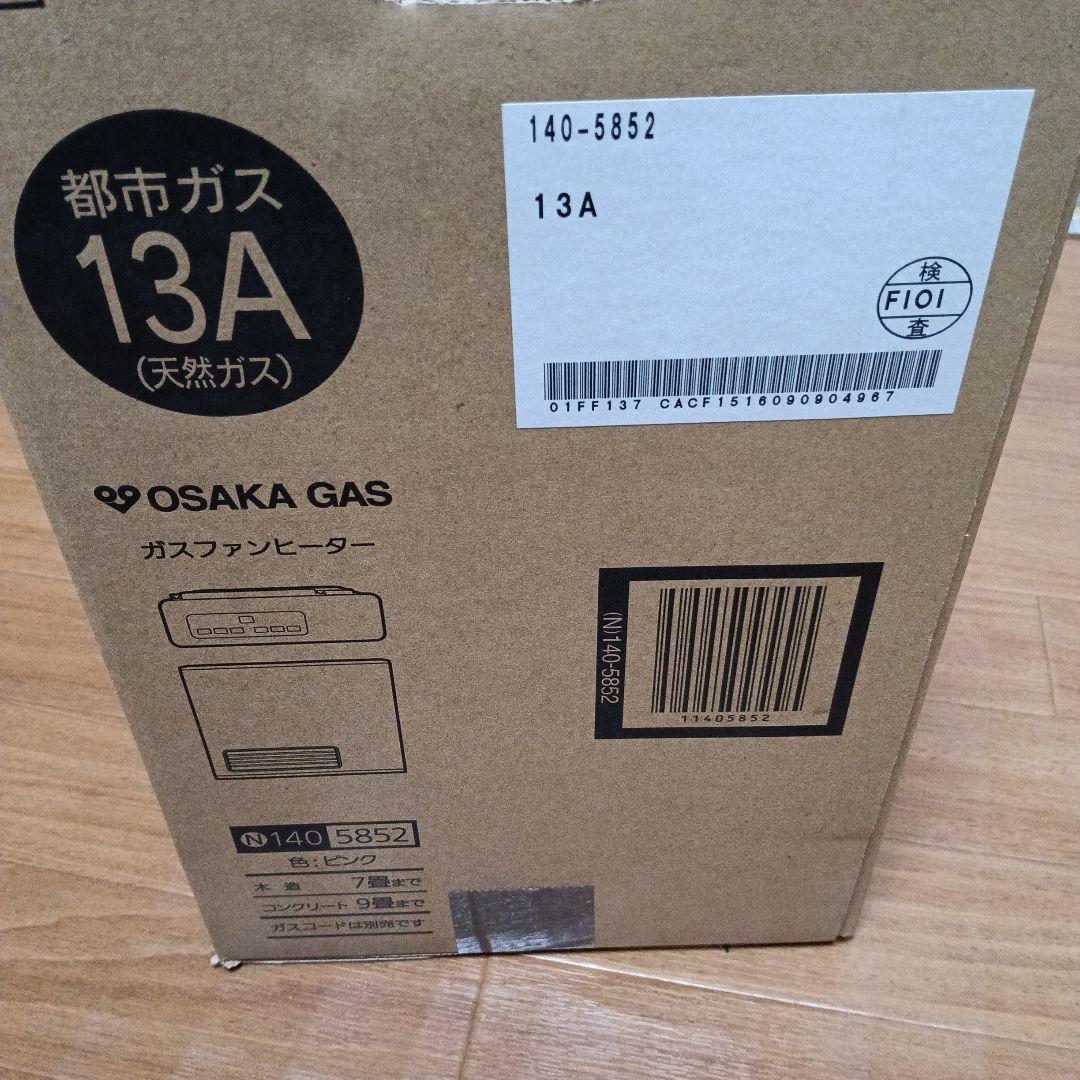 都市ガス
13A
(天然ガス)
140-5852
13A
検
F101
査
01FF137 CACF1516090904967
OSAKA GAS
ガスファンヒーター
(N)140-5852
11405852
N 140 5852
色:ピンク
木造 7畳まで
コンクリート 9畳まで
ガスコードは別売です